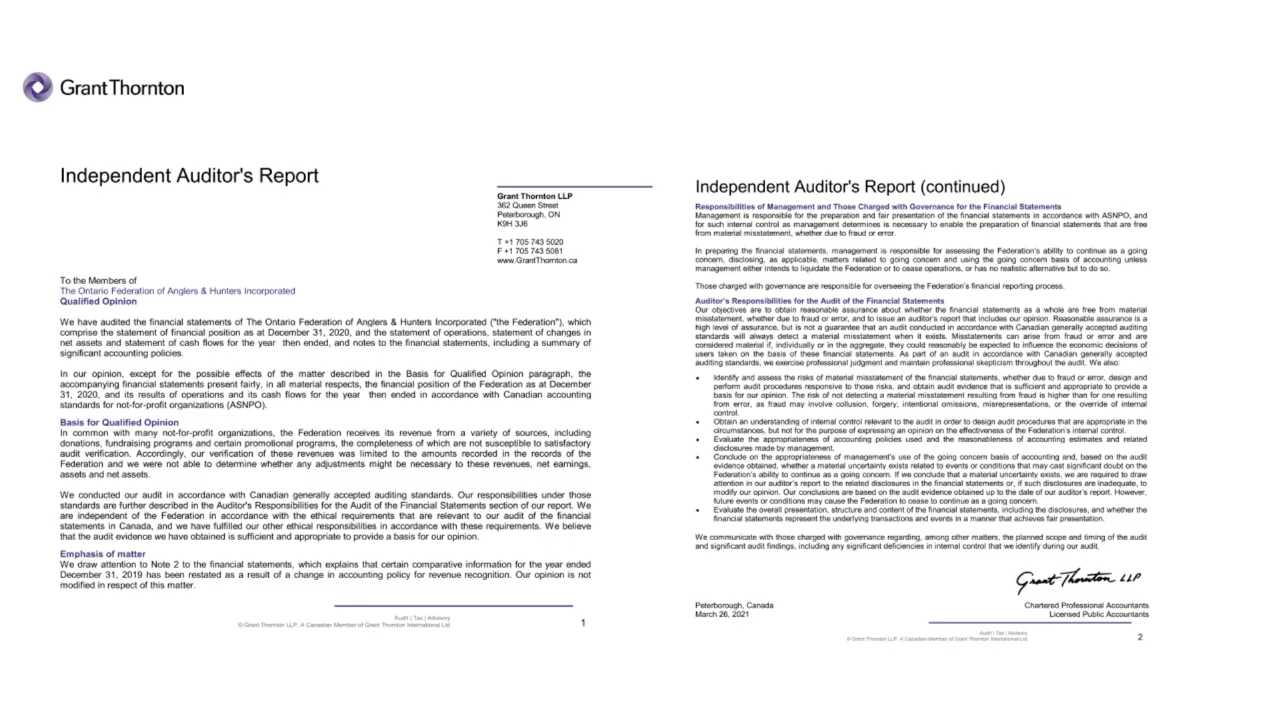 GrantThornton
Independent Auditor's Report
Grant Thornton LLP
362 Queen Street
Peterborough, ON
K9H 3J6
T +1 705 743 5020
F +1 705 743 5081
www.GrantThornton.ca
To the Members of
The Ontario Federation of Anglers & Hunters Incorporated
Qualified Opinion
We have audited the financial statements of The Ontario Federation of Anglers & Hunters Incorporated ("the Federation"), which
comprise the statement of financial position as at December 31, 2020, and the statement of operations, statement of changes in
net assets and statement of cash flows for the year then ended, and notes to the financial statements, including a summary of
significant accounting policies.
In our opinion, except for the possible effects of the matter described in the Basis for Qualified Opinion paragraph, the
accompanying financial statements present fairly, in all material respects, the financial position of the Federation as at December
31, 2020, and its results of operations and its cash flows for the year then ended in accordance with Canadian accounting
standards for not-for-profit organizations (ASNPO).
Basis for Qualified Opinion
In common with many not-for-profit organizations, the Federation receives its revenue from a variety of sources, including
donations, fundraising programs and certain promotional programs, the completeness of which are not susceptible to satisfactory
audit verification. Accordingly, our verification of these revenues was limited to the amounts recorded in the records of the
Federation and we were not able to determine whether any adjustments might be necessary to these revenues, net earnings,
assets and net assets.
We conducted our audit in accordance with Canadian generally accepted auditing standards. Our responsibilities under those
standards are further described in the Auditor's Responsibilities for the Audit of the Financial Statements section of our report. We
are independent of the Federation in accordance with the ethical requirements that are relevant to our audit of the financial
statements in Canada, and we have fulfilled our other ethical responsibilities in accordance with these requirements. We believe
that the audit evidence we have obtained is sufficient and appropriate to provide a basis for our opinion.
Emphasis of matter
We draw attention to Note 2 to the financial statements, which explains that certain comparative information for the year ended
December 31, 2019 has been restated as a result of a change in accounting policy for revenue recognition. Our opinion is not
modified in respect of this matter.
Audit | Tax | Advisory
© Grant Thornton LLP. A Canadian Member of Grant Thornton International Ltd
1
Independent Auditor's Report (continued)
Responsibilities of Management and Those Charged with Governance for the Financial Statements
Management is responsible for the preparation and fair presentation of the financial statements in accordance with ASNPO, and
for such internal control as management determines is necessary to enable the preparation of financial statements that are free
from material misstatement, whether due to fraud or error.
In preparing the financial statements, management is responsible for assessing the Federation's ability to continue as a going
concern, disclosing, as applicable, matters related to going concern and using the going concern basis of accounting unless
management either intends to liquidate the Federation or to cease operations, or has no realistic alternative but to do so.
Those charged with governance are responsible for overseeing the Federation's financial reporting process.
Auditor's Responsibilities for the Audit of the Financial Statements
Our objectives are to obtain reasonable assurance about whether the financial statements as a whole are free from material
misstatement, whether due to fraud or error, and to issue an auditor's report that includes our opinion. Reasonable assurance is a
high level of assurance, but is not a guarantee that an audit conducted in accordance with Canadian generally accepted auditing
standards will always detect a material misstatement when it exists. Misstatements can arise from fraud or error and are
considered material if, individually or in the aggregate, they could reasonably be expected to influence the economic decisions of
users taken on the basis of these financial statements. As part of an audit in accordance with Canadian generally accepted
auditing standards, we exercise professional judgment and maintain professional skepticism throughout the audit. We also:
• Identify and assess the risks of material misstatement of the financial statements, whether due to fraud or error, design and
perform audit procedures responsive to those risks, and obtain audit evidence that is sufficient and appropriate to provide a
basis for our opinion. The risk of not detecting a material misstatement resulting from fraud is higher than for one resulting
from error, as fraud may involve collusion, forgery, intentional omissions, misrepresentations, or the override of internal
control.
• Obtain an understanding of internal control relevant to the audit in order to design audit procedures that are appropriate in the
circumstances, but not for the purpose of expressing an opinion on the effectiveness of the Federation's internal control.
• Evaluate the appropriateness of accounting policies used and the reasonableness of accounting estimates and related
disclosures made by management.
• Conclude on the appropriateness of management's use of the going concern basis of accounting and, based on the audit
evidence obtained, whether a material uncertainty exists related to events or conditions that may cast significant doubt on the
Federation's ability to continue as a going concern. If we conclude that a material uncertainty exists, we are required to draw
attention in our auditor's report to the related disclosures in the financial statements or, if such disclosures are inadequate, to
modify our opinion. Our conclusions are based on the audit evidence obtained up to the date of our auditor's report. However,
future events or conditions may cause the Federation to cease to continue as a going concern.
• Evaluate the overall presentation, structure and content of the financial statements, including the disclosures, and whether the
financial statements represent the underlying transactions and events in a manner that achieves fair presentation.
We communicate with those charged with governance regarding, among other matters, the planned scope and timing of the audit
and significant audit findings, including any significant deficiencies in internal control that we identify during our audit.
Grant Thornton LLP
Peterborough, Canada
March 26, 2021
Chartered Professional Accountants
Licensed Public Accountants
Audit | Tax | Advisory
© Grant Thornton LLP. A Canadian Member of Grant Thornton International Ltd
2